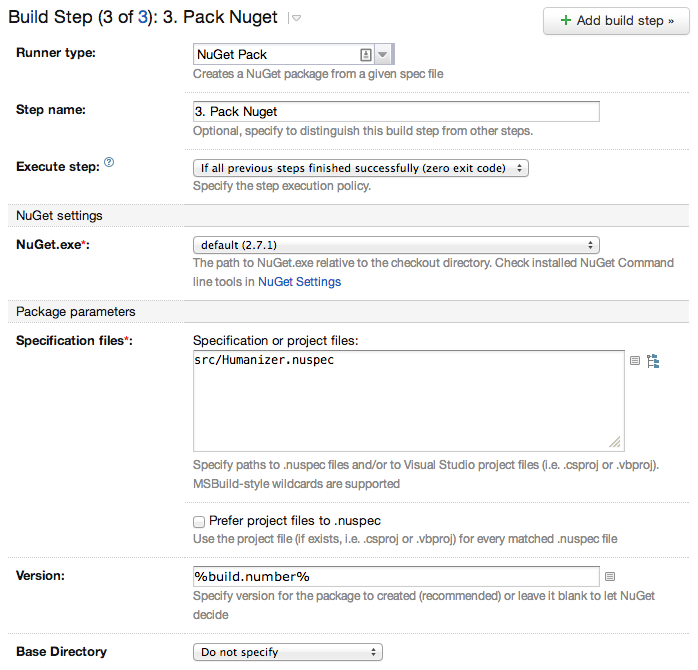 Build Step (3 of 3): 3. Pack Nuget
+ Add build step »
Runner type:
NuGet Pack
Creates a NuGet package from a given spec file
Step name:
3. Pack Nuget
Optional, specify to distinguish this build step from other steps.
Execute step:
If all previous steps finished successfully (zero exit code)
Specify the step execution policy.
NuGet settings
NuGet.exe*:
default (2.7.1)
The path to NuGet.exe relative to the checkout directory. Check installed NuGet Command
line tools in NuGet Settings
Package parameters
Specification files*:
Specification or project files:
src/Humanizer.nuspec
Specify paths to .nuspec files and/or to Visual Studio project files (i.e. .csproj or .vbproj).
MSBuild-style wildcards are supported
Prefer project files to .nuspec
Use the project file (if exists, i.e. .csproj or .vbproj) for every matched .nuspec file
Version:
%build.number%
Specify version for the package to created (recommended) or leave it blank to let NuGet
decide
Base Directory
Do not specify